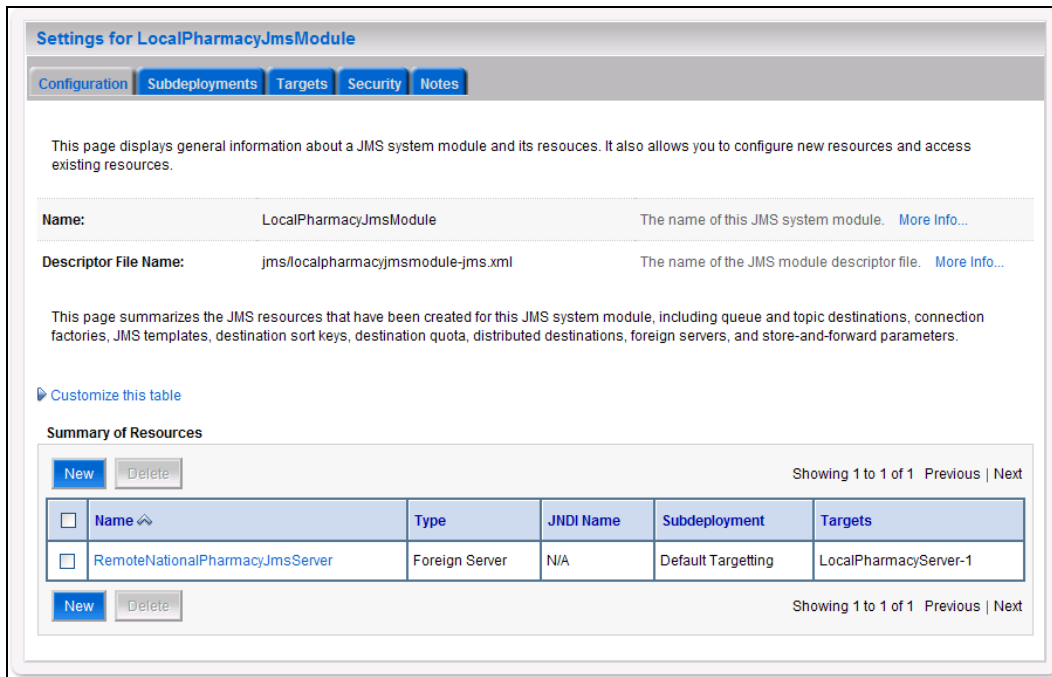 Settings for LocalPharmacyJmsModule
Configuration Subdeployments Targets Security Notes
This page displays general information about a JMS system module and its resouces. It also allows you to configure new resources and access
existing resources.
Name: LocalPharmacyJmsModule The name of this JMS system module. More Info...
Descriptor File Name: jms/localpharmacyjmsmodule-jms.xml The name of the JMS module descriptor file. More Info...
This page summarizes the JMS resources that have been created for this JMS system module, including queue and topic destinations, connection
factories, JMS templates, destination sort keys, destination quota, distributed destinations, foreign servers, and store-and-forward parameters.
Customize this table
Summary of Resources
New Delete Showing 1 to 1 of 1 Previous | Next
Name Type JNDI Name Subdeployment Targets
RemoteNationalPharmacyJmsServer Foreign Server N/A Default Targetting LocalPharmacyServer-1
New Delete Showing 1 to 1 of 1 Previous | Next